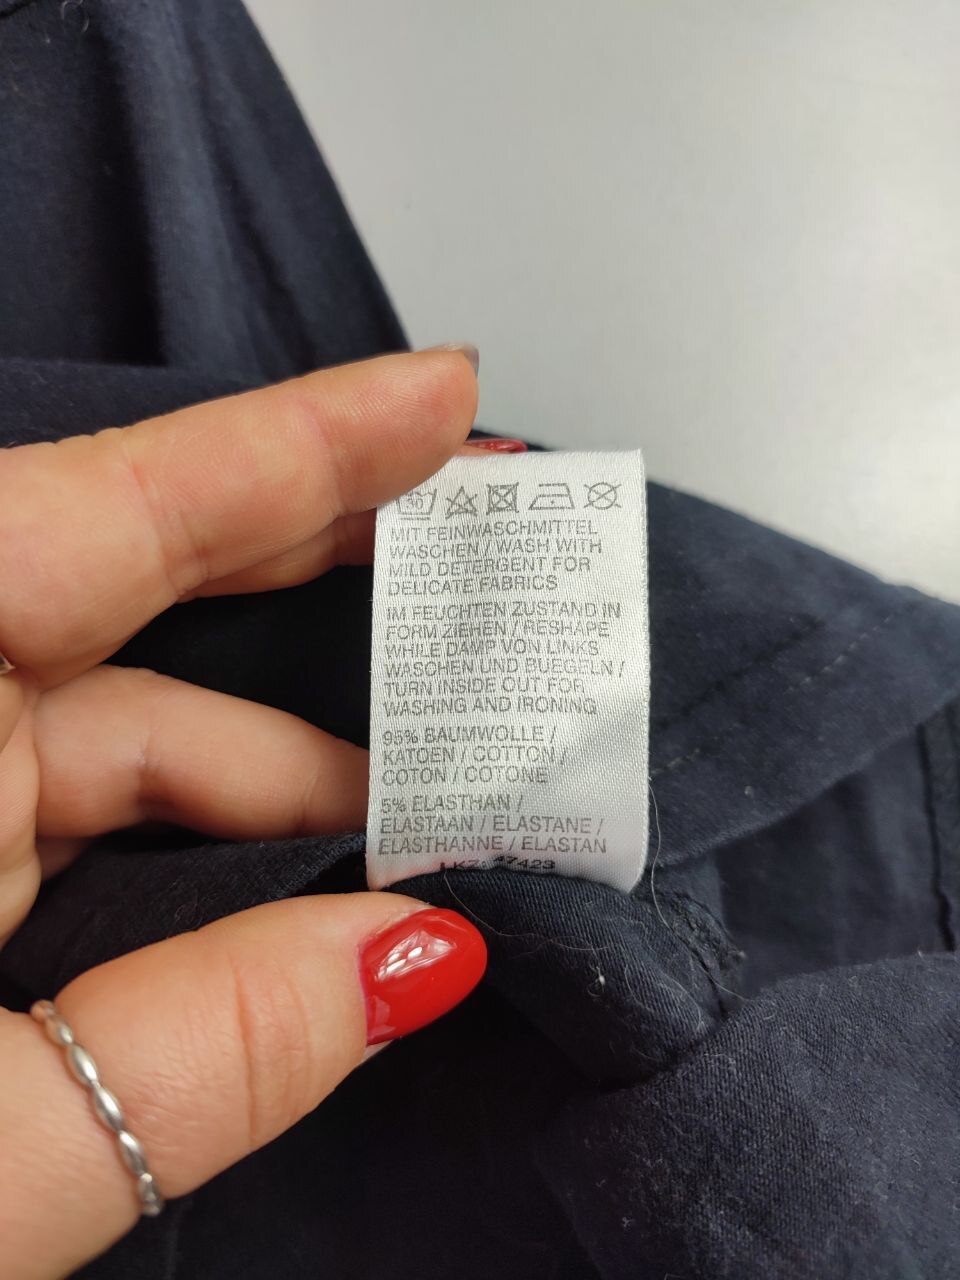 30
MIT FEINWASCHMITTEL
WASCHEN / WASH WITH
MILD DETERGENT FOR
DELICATE FABRICS
IM FEUCHTEN ZUSTAND IN
FORM ZIEHEN / RESHAPE
WHILE DAMP VON LINKS
WASCHEN UND BUEGELN /
TURN INSIDE OUT FOR
WASHING AND IRONING
95% BAUMWOLLE /
KATOEN / COTTON /
COTON / COTONE
5% ELASTHAN /
ELASTAAN / ELASTANE /
ELASTHANNE / ELASTAN